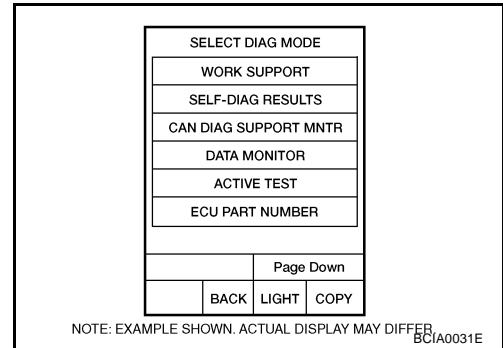 SELECT DIAG MODE
WORK SUPPORT
SELF-DIAG RESULTS
CAN DIAG SUPPORT MNTR
DATA MONITOR
ACTIVE TEST
ECU PART NUMBER
Page Down
BACK LIGHT COPY
NOTE: EXAMPLE SHOWN. ACTUAL DISPLAY MAY DIFFER.
BCIA0031E